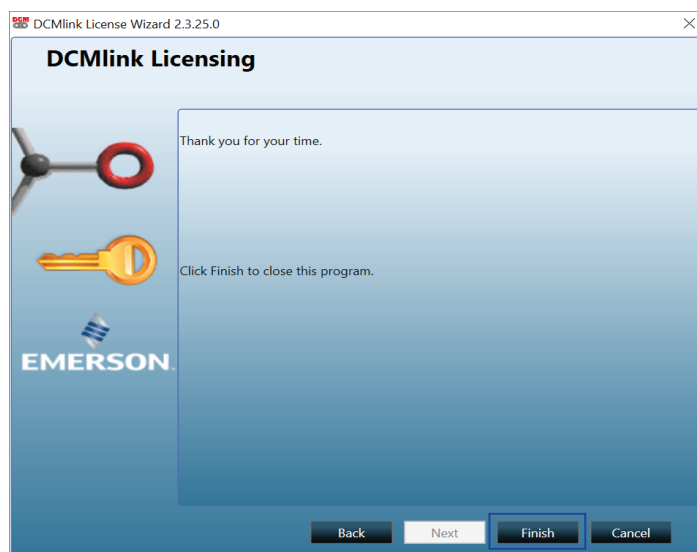 DCMlink License Wizard 2.3.25.0
DCMlink Licensing
Thank you for your time.
Click Finish to close this program.
EMERSON.
Back Next Finish Cancel